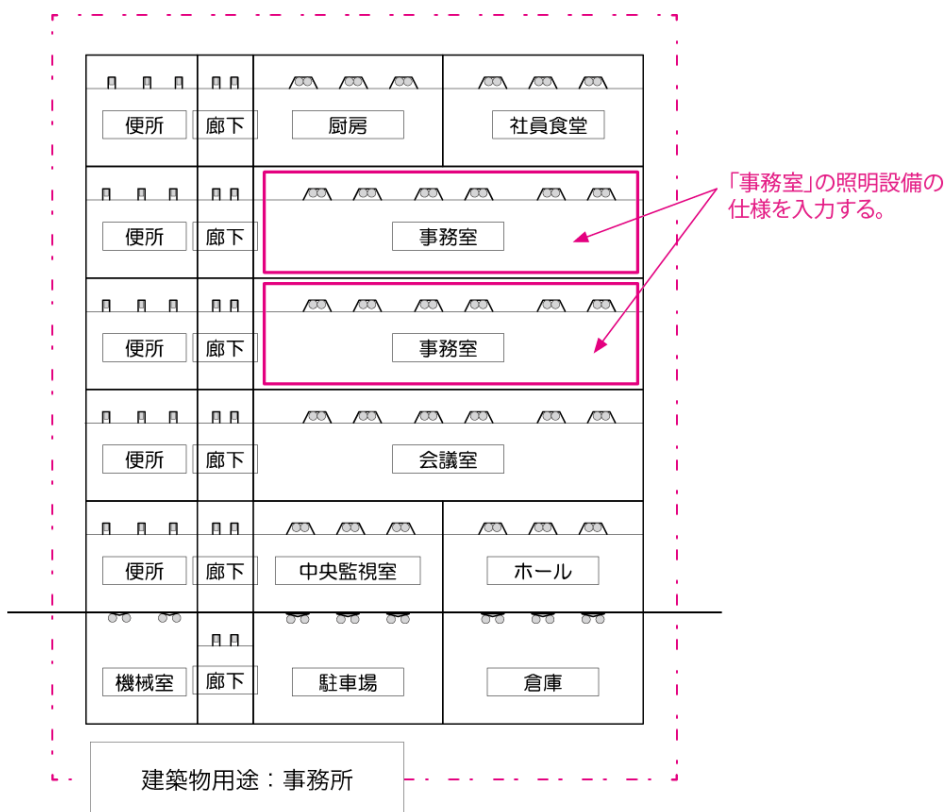 便所
廊下
厨房
社員食堂
便所
廊下
事務室
「事務室」の照明設備の
仕様を入力する。
便所
廊下
事務室
便所
廊下
会議室
便所
廊下
中央監視室
ホール
機械室
廊下
駐車場
倉庫
建築物用途:事務所